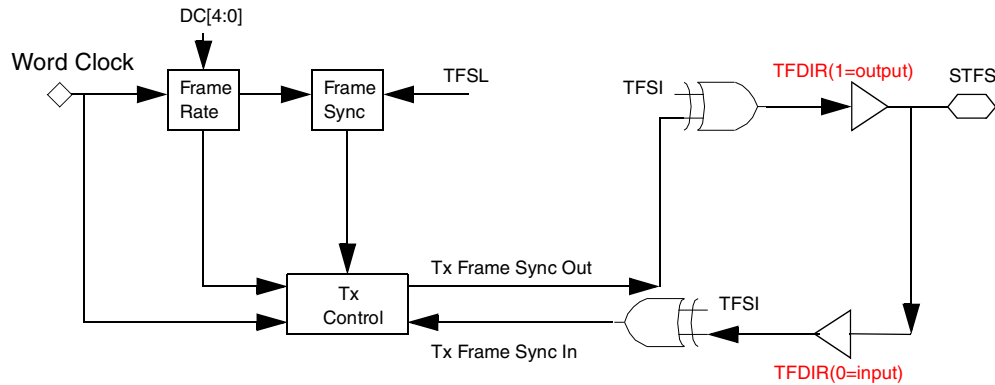 DC[4:0]
Word Clock
Frame
Rate
Frame
Sync
TFSL
TFSI
TFDIR(1=output)
STFS
Tx Frame Sync Out
Tx
Control
TFSI
Tx Frame Sync In
TFDIR(0=input)